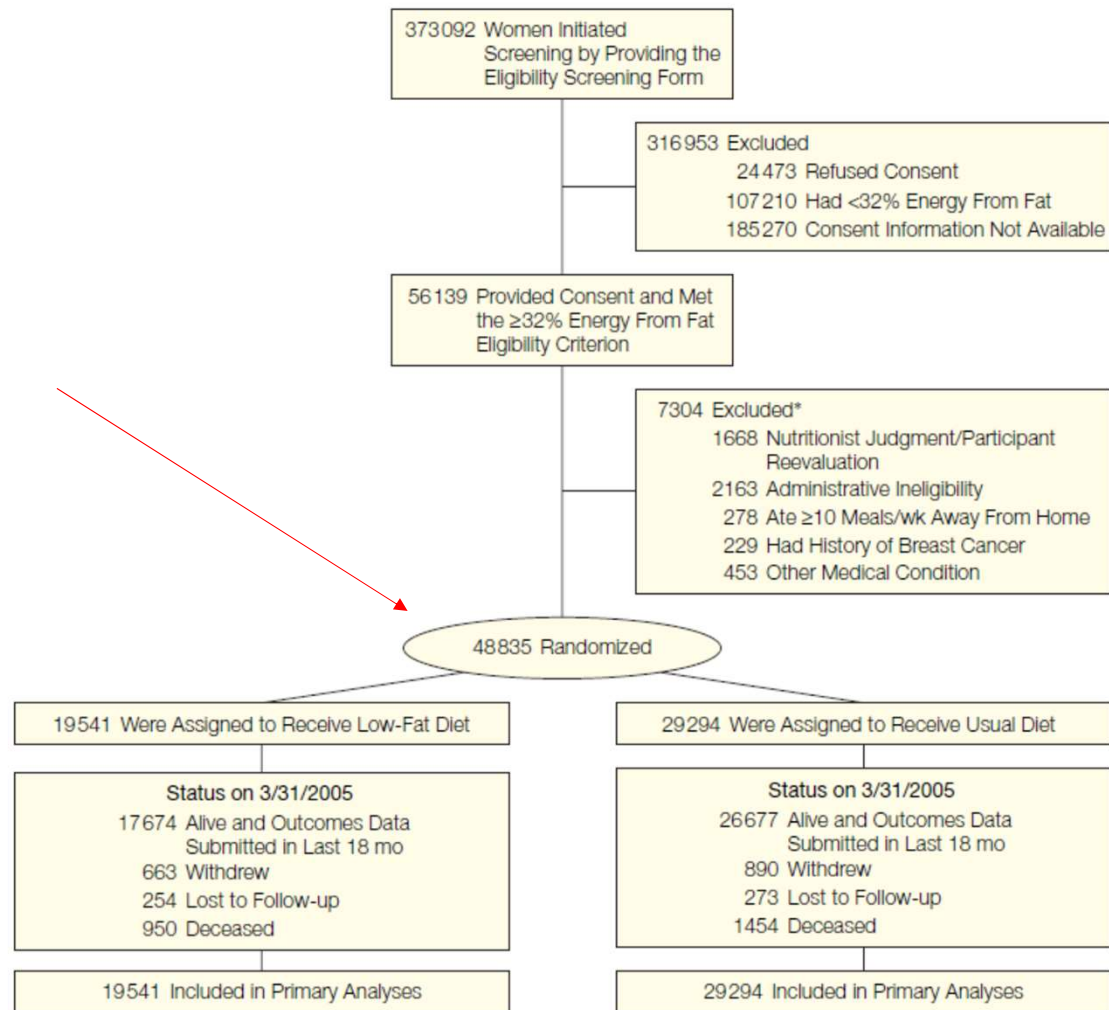 373092 Women Initiated
Screening by Providing the
Eligibility Screening Form
316953 Excluded
24473 Refused Consent
107210 Had <32% Energy From Fat
185270 Consent Information Not Available
56139 Provided Consent and Met
the ≥32% Energy From Fat
Eligibility Criterion
7304 Excluded*
1668 Nutritionist Judgment/Participant
Reevaluation
2163 Administrative Ineligibility
278 Ate ≥10 Meals/wk Away From Home
229 Had History of Breast Cancer
453 Other Medical Condition
48835 Randomized
19541 Were Assigned to Receive Low-Fat Diet
Status on 3/31/2005
17674 Alive and Outcomes Data
Submitted in Last 18 mo
663 Withdrew
254 Lost to Follow-up
950 Deceased
19541 Included in Primary Analyses
29294 Were Assigned to Receive Usual Diet
Status on 3/31/2005
26677 Alive and Outcomes Data
Submitted in Last 18 mo
890 Withdrew
273 Lost to Follow-up
1454 Deceased
29294 Included in Primary Analyses